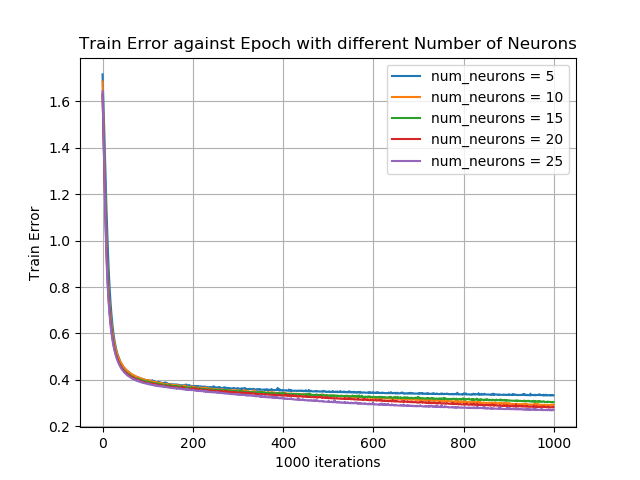 Train Error against Epoch with different Number of Neurons
num_neurons = 5
num_neurons = 10
num_neurons = 15
num_neurons = 20
num_neurons = 25
Train Error
1.6
1.4
1.2
1.0
0.8
0.6
0.4
0.2
0 200 400 600 800 1000
1000 iterations